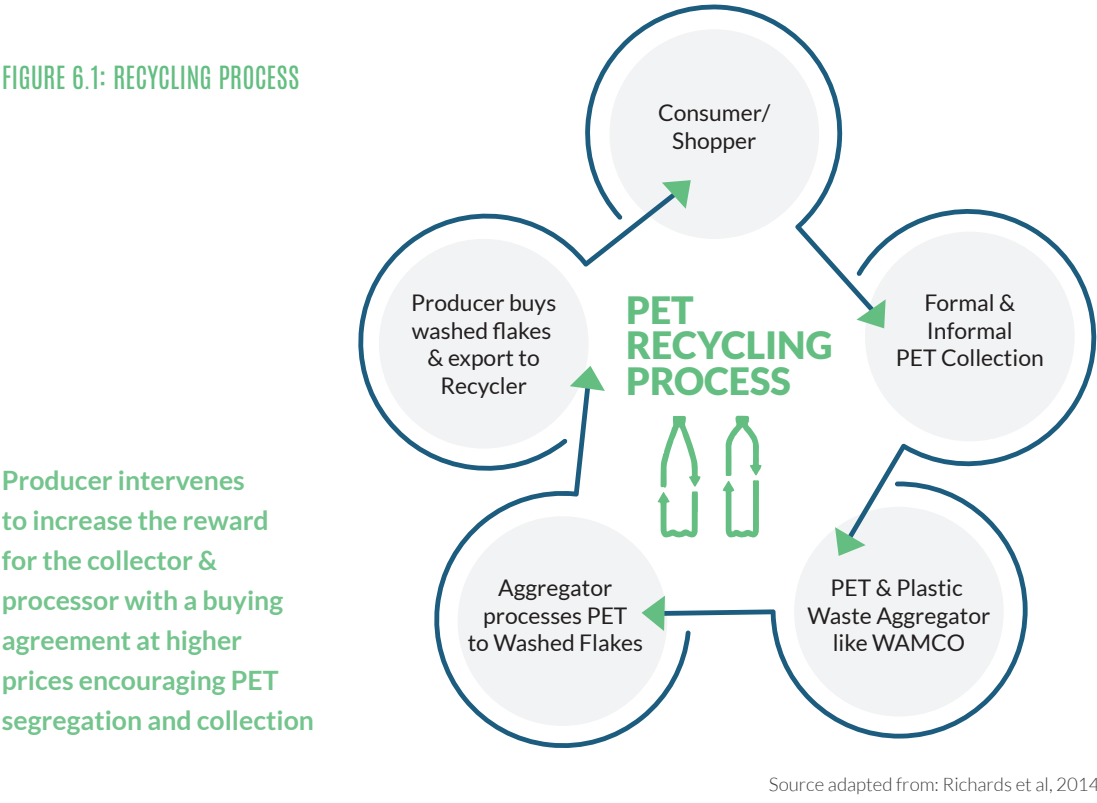 FIGURE 6.1: RECYCLING PROCESS
Consumer/
Shopper
Formal &
Informal
PET Collection
PET & Plastic
Waste Aggregator
like WAMCO
Aggregator
processes PET
to Washed Flakes
Producer buys
washed flakes
& export to
Recycler
PET
RECYCLING
PROCESS
Producer intervenes
to increase the reward
for the collector &
processor with a buying
agreement at higher
prices encouraging PET
segregation and collection
Source adapted from: Richards et al, 2014